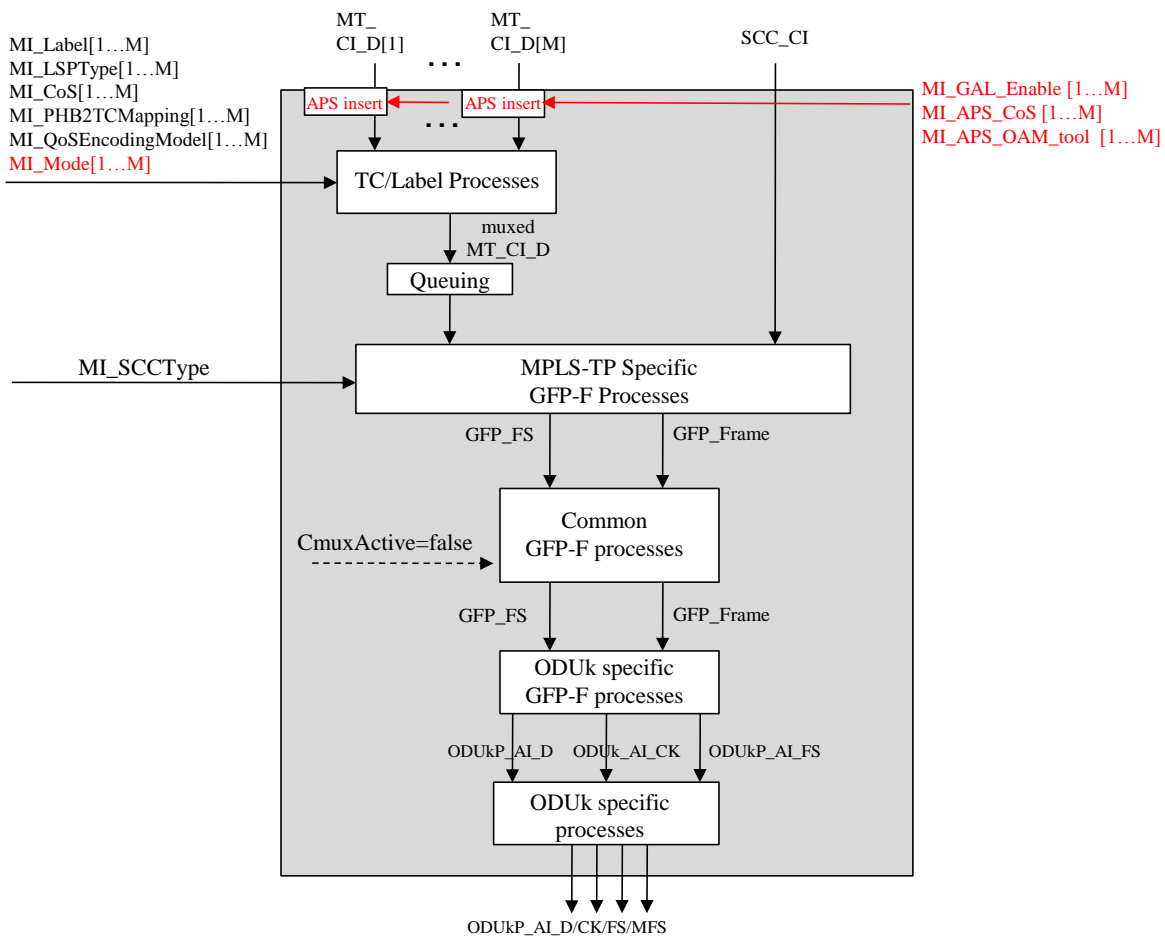 MI_Label[1…M]
MI_LSPType[1…M]
MI_CoS[1…M]
MI_PHB2TCMapping[1…M]
MI_QoSEncodingModel[1…M]
MI_Mode[1…M]
MT_
CI_D[1]
...
MT_
CI_D[M]
SCC_CI
APS insert
APS insert
...
MI_GAL_Enable [1…M]
MI_APS_CoS [1…M]
MI_APS_OAM_tool [1…M]
TC/Label Processes
muxed
MT_CI_D
Queuing
MI_SCCType
MPLS-TP Specific
GFP-F Processes
GFP_FS
GFP_Frame
Common
GFP-F processes
CmuxActive=false
GFP_FS
GFP_Frame
ODUk specific
GFP-F processes
ODUkP_AI_D
ODUk_AI_CK
ODUkP_AI_FS
ODUk specific
processes
ODUkP_AI_D/CK/FS/MFS